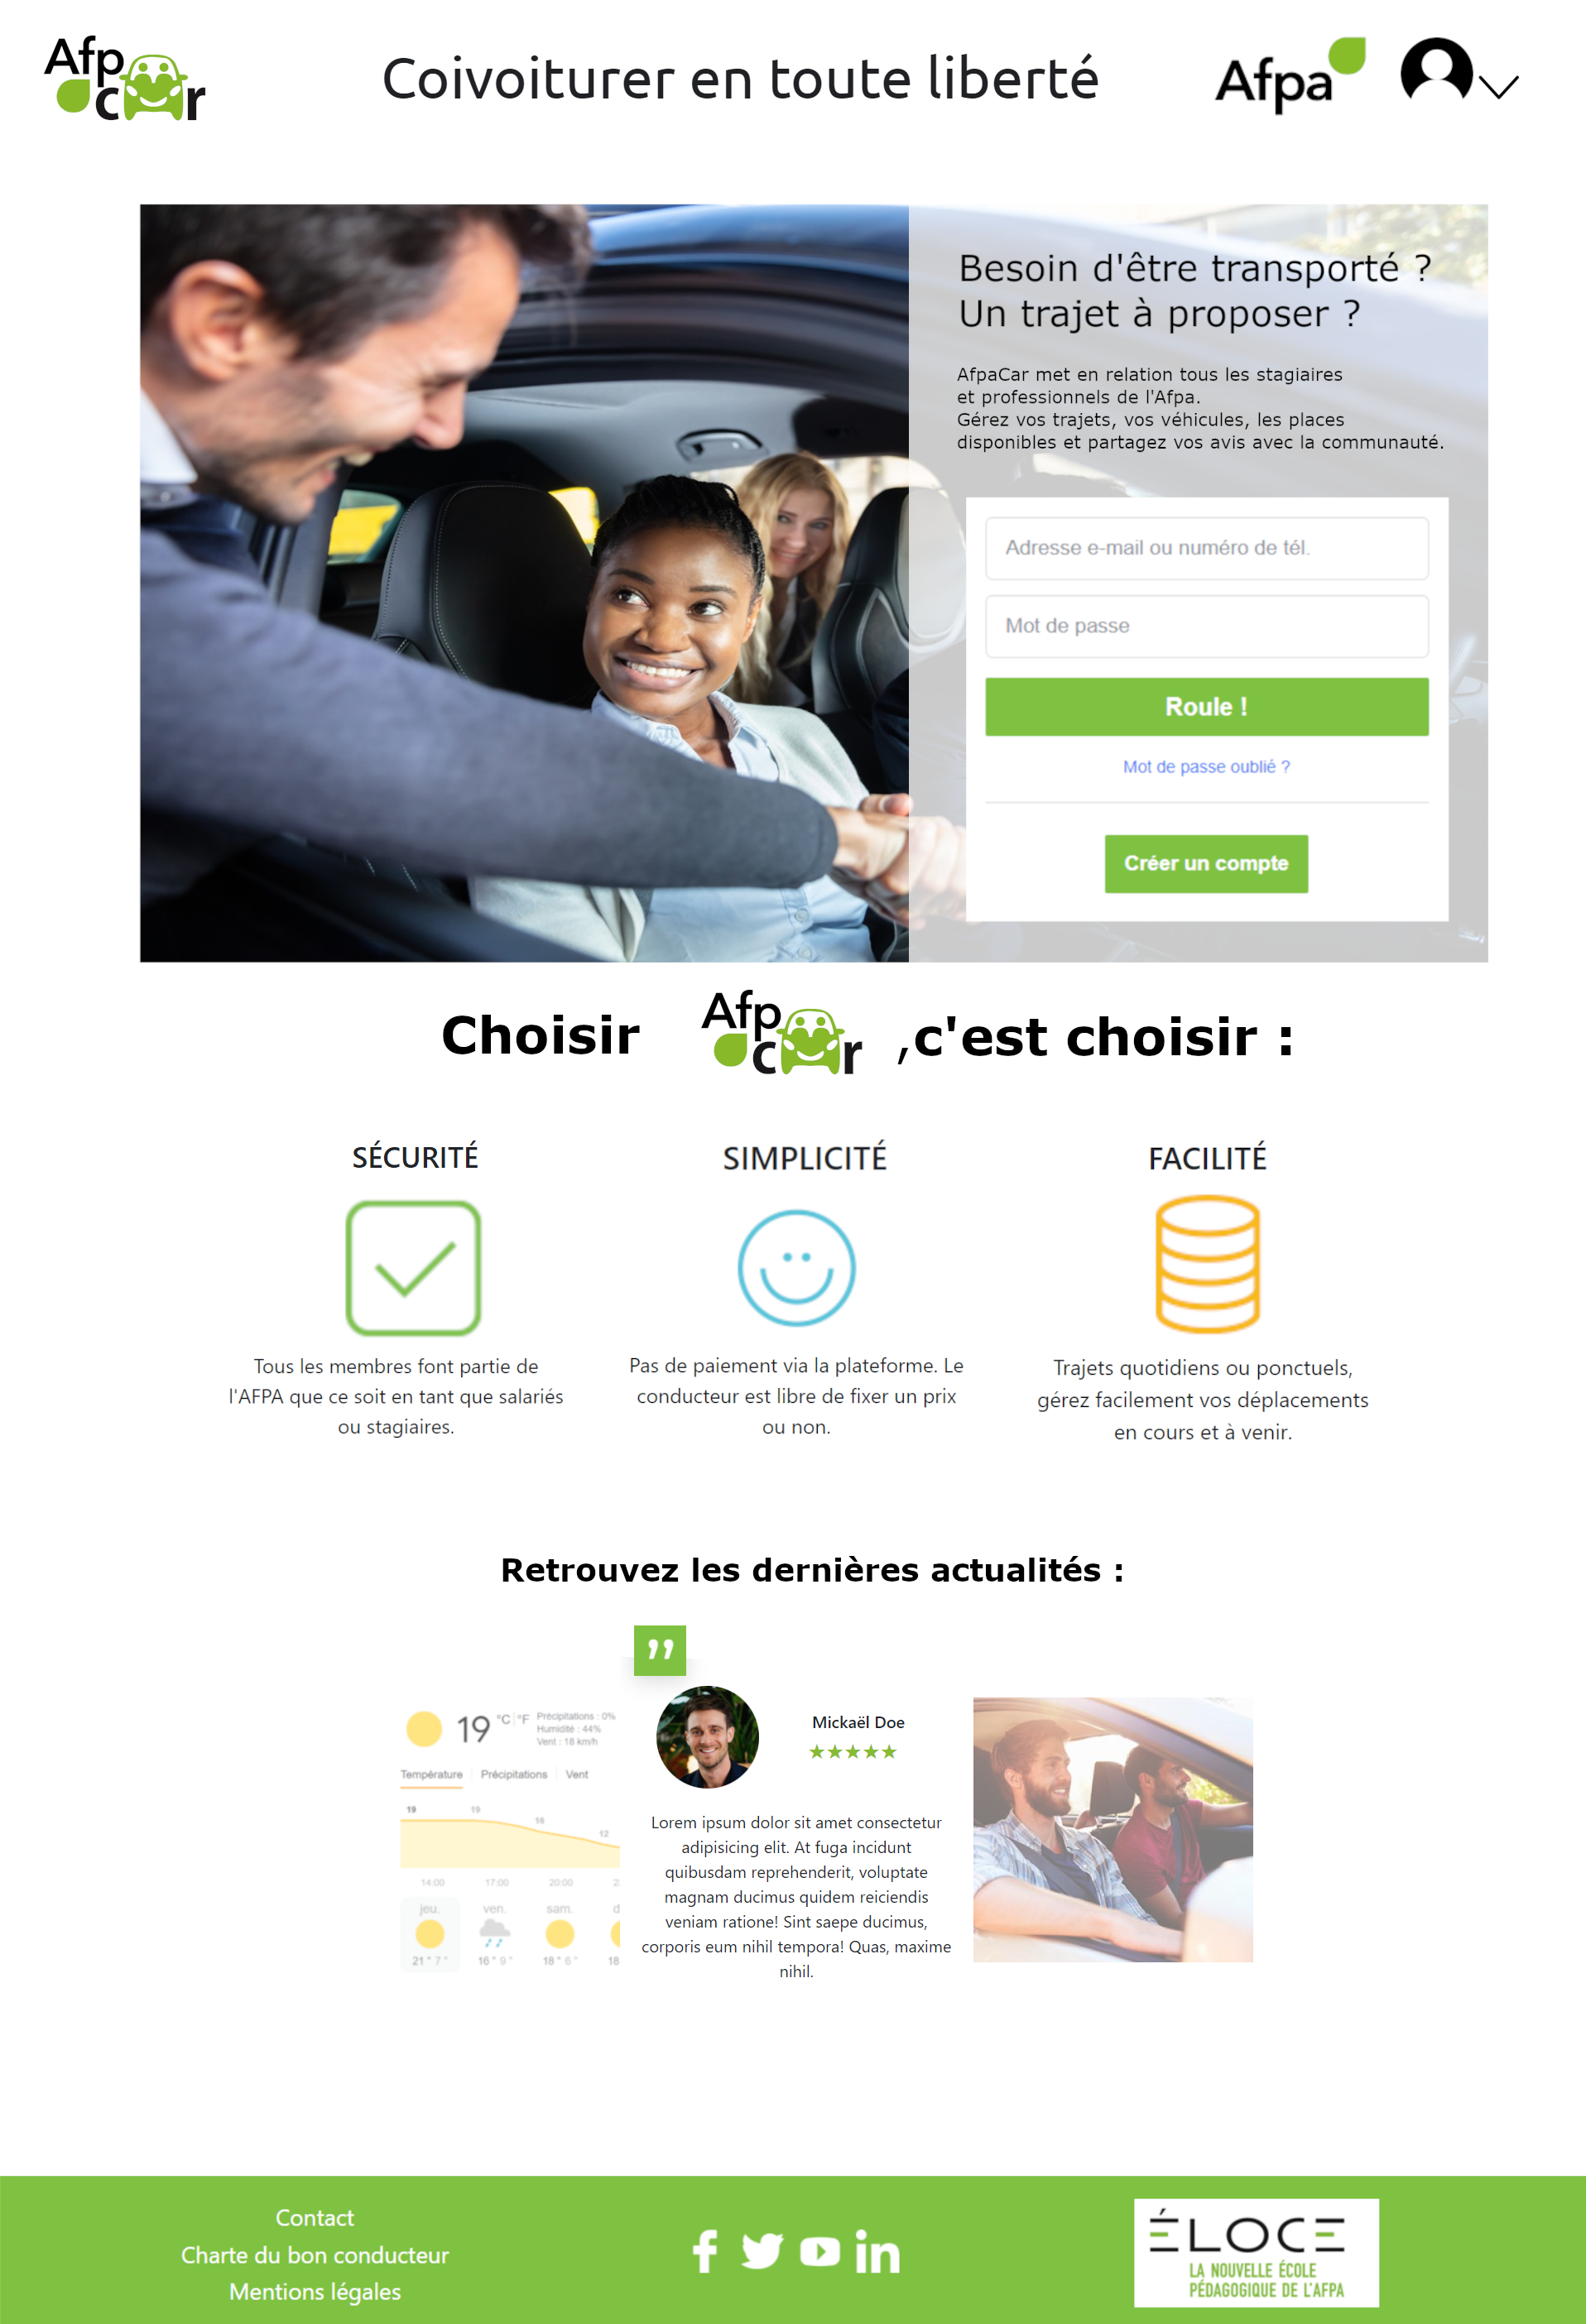 Afp
car
Coivoiturer en toute liberté
Afpa
Besoin d'être transporté ?
Un trajet à proposer ?
AfpaCar met en relation tous les stagiaires
et professionnels de l'Afpa.
Gérez vos trajets, vos véhicules, les places
disponibles et partagez vos avis avec la communauté.
Adresse e-mail ou numéro de tél.
Mot de passe
Roule !
Mot de passe oublié ?
Créer un compte
Choisir Afp car ,c'est choisir :
SÉCURITÉ
Tous les membres font partie de
l'AFPA que ce soit en tant que salariés
ou stagiaires.
SIMPLICITÉ
Pas de paiement via la plateforme. Le
conducteur est libre de fixer un prix
ou non.
FACILITÉ
Trajets quotidiens ou ponctuels,
gérez facilement vos déplacements
en cours et à venir.
Retrouvez les dernières actualités :
19 °C | °F
Précipitations : 0%
Humidité : 44%
Vent : 18 km/h
Température Précipitations Vent
19 19 16 12
14:00 17:00 20:00 2
jeu. ven. sam. d
21° 7° 16° 9° 18° 6° 18
”
Mickaël Doe
★★★★★
Lorem ipsum dolor sit amet consectetur
adipisicing elit. At fuga incidunt
quibusdam reprehenderit, voluptate
magnam ducimus quidem reiciendis
veniam ratione! Sint saepe ducimus,
corporis eum nihil tempora! Quas, maxime
nihil.
Contact
Charte du bon conducteur
Mentions légales
ÉLOCE
LA NOUVELLE ÉCOLE
PÉDAGOGIQUE DE L'AFPA